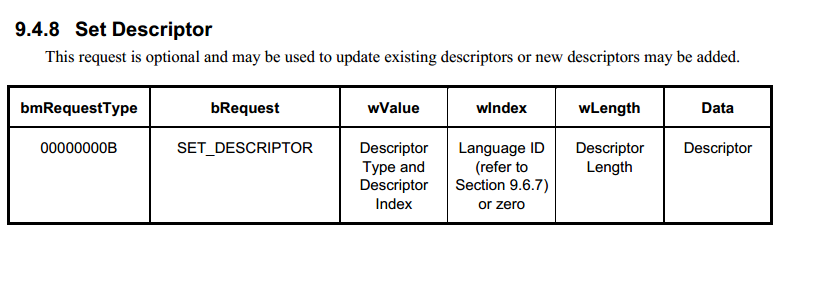 9.4.8 Set Descriptor
This request is optional and may be used to update existing descriptors or new descriptors may be added.
bmRequestType bRequest wValue wIndex wLength Data
00000000B SET_DESCRIPTOR Descriptor Language ID Descriptor Descriptor
Type and (refer to Length
Descriptor Section 9.6.7)
Index or zero